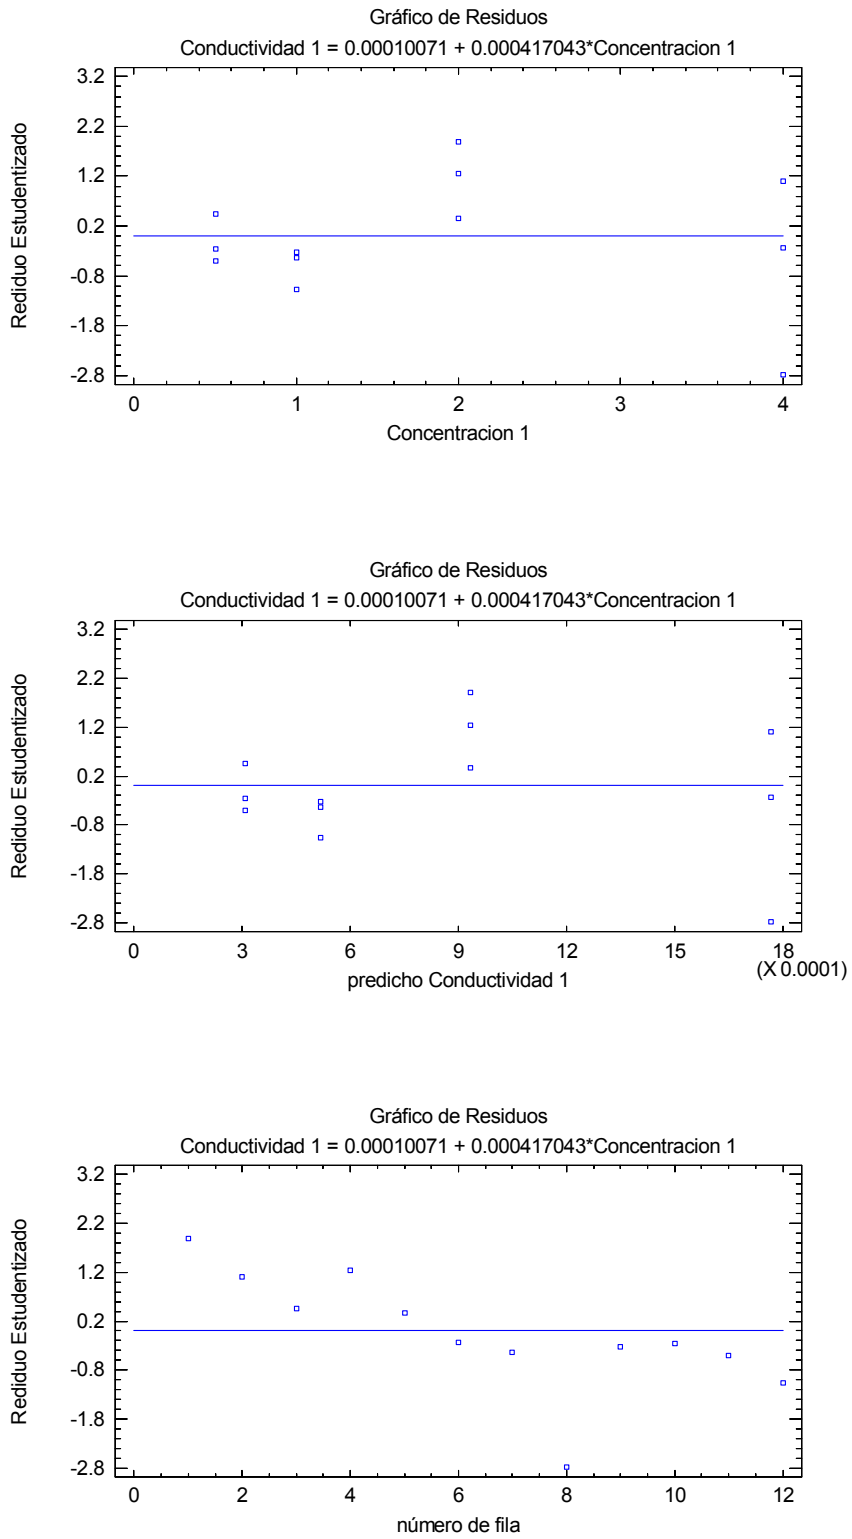 Gráfico de Residuos
Conductividad 1 = 0.00010071 + 0.000417043*Concentracion 1
Rediduo Estudentizado
3.2
2.2
1.2
0.2
-0.8
-1.8
-2.8
0 1 2 3 4
Concentracion 1
Gráfico de Residuos
Conductividad 1 = 0.00010071 + 0.000417043*Concentracion 1
Rediduo Estudentizado
3.2
2.2
1.2
0.2
-0.8
-1.8
-2.8
0 3 6 9 12 15 18
(X 0.0001)
predicho Conductividad 1
Gráfico de Residuos
Conductividad 1 = 0.00010071 + 0.000417043*Concentracion 1
Rediduo Estudentizado
3.2
2.2
1.2
0.2
-0.8
-1.8
-2.8
0 2 4 6 8 10 12
número de fila